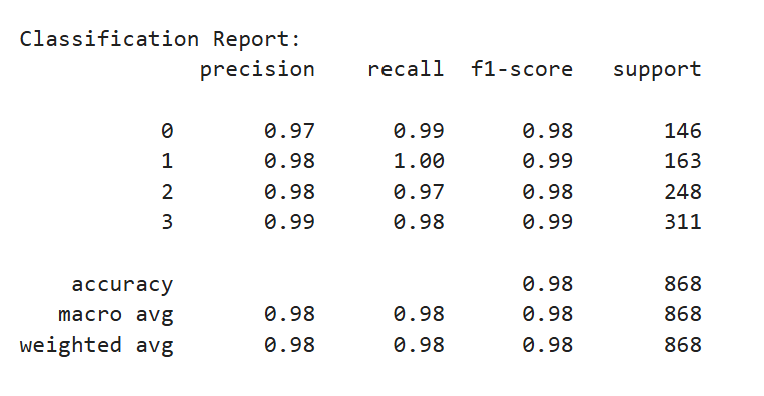 Classification Report:
precision recall f1-score support
0 0.97 0.99 0.98 146
1 0.98 1.00 0.99 163
2 0.98 0.97 0.98 248
3 0.99 0.98 0.99 311
accuracy 0.98 868
macro avg 0.98 0.98 0.98 868
weighted avg 0.98 0.98 0.98 868